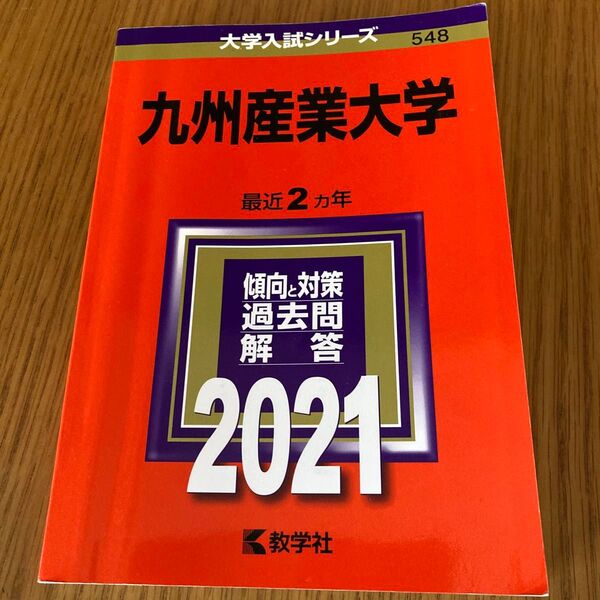 大学入試シリーズ 548
九州産業大学
最近2ヵ年
傾向と対策
過去問
解答
2021
教学社